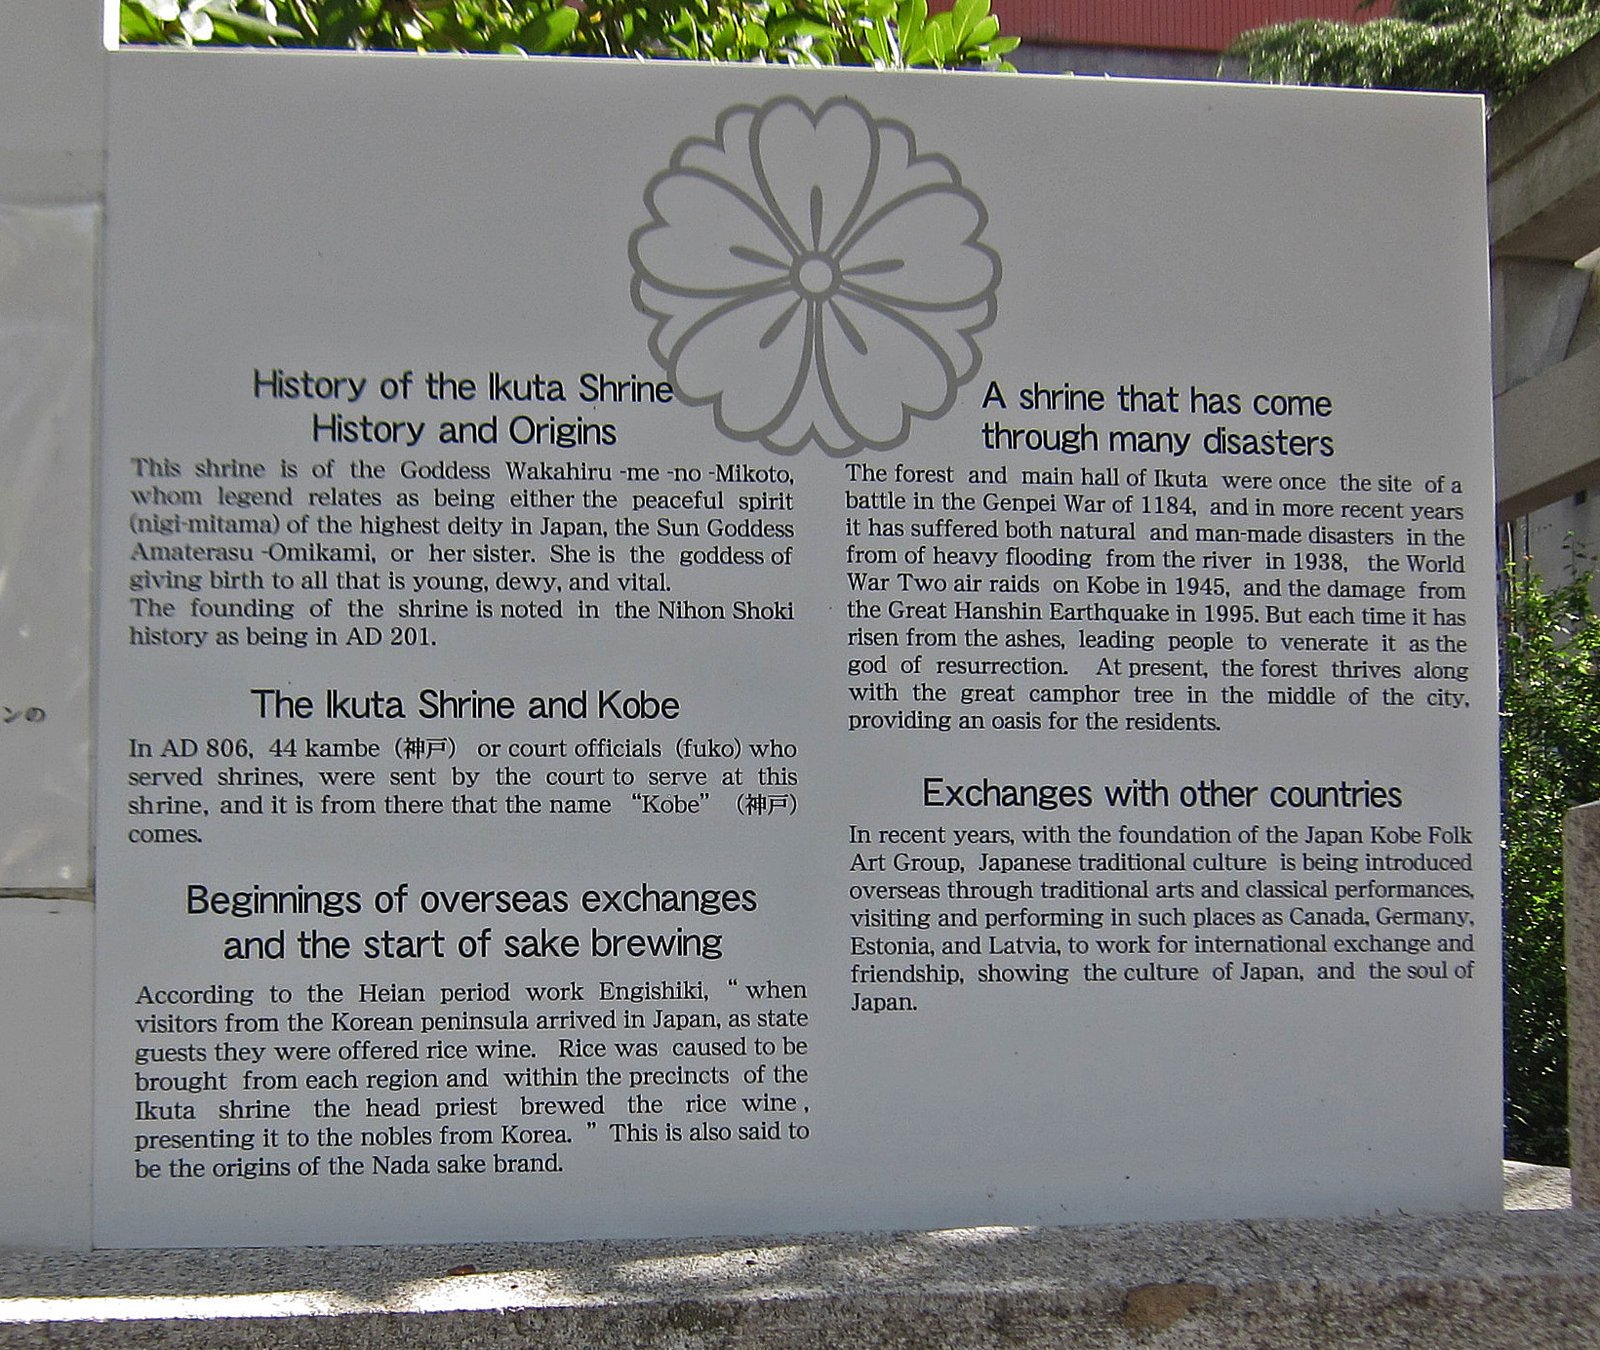 History of the Ikuta Shrine
History and Origins
This shrine is of the Goddess Wakahiru -me -no -Mikoto,
whom legend relates as being either the peaceful spirit
(nigi-mitama) of the highest deity in Japan, the Sun Goddess
Amaterasu -Omikami, or her sister. She is the goddess of
giving birth to all that is young, dewy, and vital.
The founding of the shrine is noted in the Nihon Shoki
history as being in AD 201.
The Ikuta Shrine and Kobe
In AD 806, 44 kambe (神戸) or court officials (fuko) who
served shrines, were sent by the court to serve at this
shrine, and it is from there that the name “Kobe” (神戸)
comes.
Beginnings of overseas exchanges
and the start of sake brewing
According to the Heian period work Engishiki, “ when
visitors from the Korean peninsula arrived in Japan, as state
guests they were offered rice wine. Rice was caused to be
brought from each region and within the precincts of the
Ikuta shrine the head priest brewed the rice wine ,
presenting it to the nobles from Korea. ” This is also said to
be the origins of the Nada sake brand.
A shrine that has come
through many disasters
The forest and main hall of Ikuta were once the site of a
battle in the Genpei War of 1184, and in more recent years
it has suffered both natural and man-made disasters in the
from of heavy flooding from the river in 1938, the World
War Two air raids on Kobe in 1945, and the damage from
the Great Hanshin Earthquake in 1995. But each time it has
risen from the ashes, leading people to venerate it as the
god of resurrection. At present, the forest thrives along
with the great camphor tree in the middle of the city,
providing an oasis for the residents.
Exchanges with other countries
In recent years, with the foundation of the Japan Kobe Folk
Art Group, Japanese traditional culture is being introduced
overseas through traditional arts and classical performances,
visiting and performing in such places as Canada, Germany,
Estonia, and Latvia, to work for international exchange and
friendship, showing the culture of Japan, and the soul of
Japan.
ンの